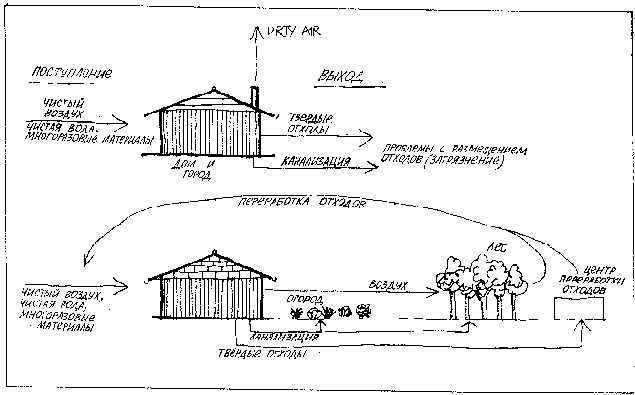 DIRTY AIR
ПОСТУПЛЕНИЕ
ВЫХОД
ЧИСТЫЙ
ВОЗДУХ
ЧИСТАЯ ВОДА.
МНОГОРАЗОВЫЕ МАТЕРИАЛЫ
ТВЕРДЫЕ
ОТХОДЫ
КАНАЛИЗАЦИЯ
ПРОБЛЕМЫ С РАЗМЕЩЕНИЕМ
ОТХОДОВ (ЗАГРЯЗНЕНИЕ)
ДОМ И
ГОРОД
ПЕРЕРАБОТКА ОТХОДОВ
ЛЕС
ЦЕНТР
ПЕРЕРАБОТКИ
ОТХОДОВ
ЧИСТЫЙ ВОЗДУХ,
ЧИСТАЯ ВОДА,
МНОГОРАЗОВЫЕ
МАТЕРИАЛЫ
ВОЗДУХ
ОГОРОД
КАНАЛИЗАЦИЯ
ТВЕРДЫЕ ОТХОДЫ